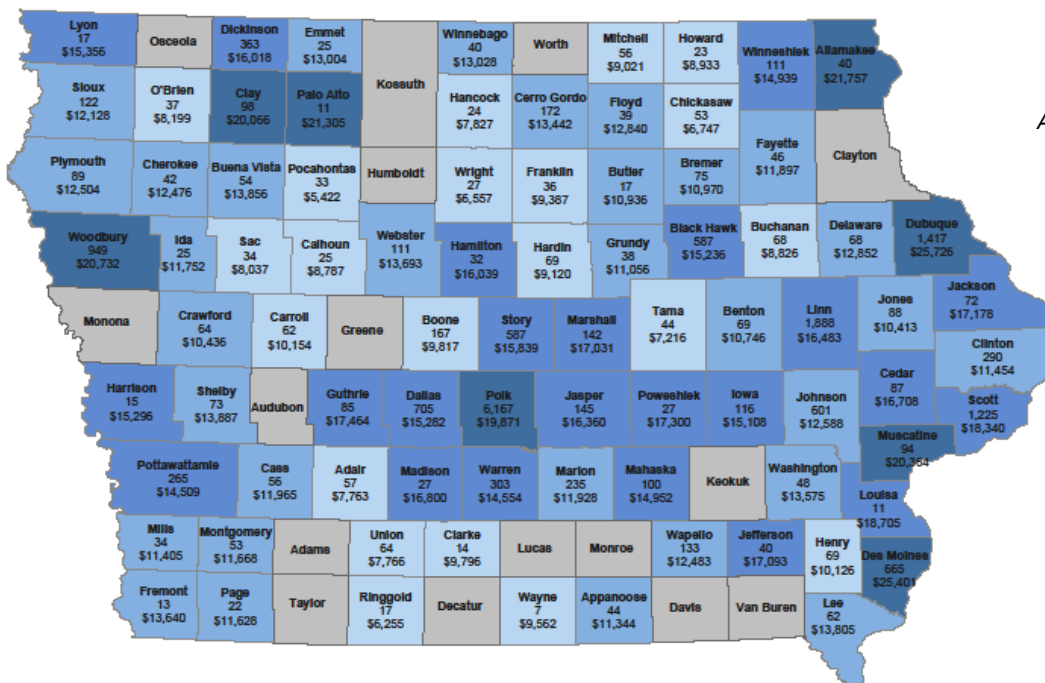 Lyon
17
$15,356
Osceola
Dickinson
363
$16,018
Emmet
25
$13,004
Kossuth
Winnebago
40
$13,028
Worth
Mitchell
56
$9,021
Howard
23
$8,933
Winneshiek
111
$14,939
Allamakee
40
$21,757
Sioux
122
$12,128
O'Brien
37
$8,199
Clay
98
$20,066
Palo Alto
11
$21,305
Hancock
24
$7,827
Cerro Gordo
172
$13,442
Floyd
39
$12,840
Chickasaw
53
$6,747
Fayette
46
$11,897
Clayton
A
Plymouth
89
$12,504
Cherokee
42
$12,476
Buena Vista
54
$13,856
Pocahontas
33
$5,422
Humboldt
Wright
27
$6,557
Franklin
36
$9,387
Butler
17
$10,936
Bremer
75
$10,970
Woodbury
949
$20,732
Ida
25
$11,752
Sac
34
$8,037
Calhoun
25
$8,787
Webster
111
$13,693
Hamilton
32
$16,039
Hardin
69
$9,120
Grundy
38
$11,056
Black Hawk
587
$15,236
Buchanan
68
$8,826
Delaware
68
$12,852
Dubuque
1,417
$25,726
Monona
Crawford
64
$10,436
Carroll
62
$10,154
Greene
Boone
167
$9,817
Story
587
$15,839
Marshall
142
$17,031
Tama
44
$7,216
Benton
69
$10,746
Linn
1,888
$16,483
Jones
88
$10,413
Jackson
72
$17,178
Clinton
290
$11,454
Harrison
15
$15,296
Shelby
73
$13,887
Audubon
Guthrie
85
$17,464
Dallas
705
$15,282
Polk
6,167
$19,871
Jasper
145
$16,360
Poweshiek
27
$17,300
Iowa
116
$15,108
Johnson
601
$12,588
Cedar
87
$16,708
Scott
1,225
$18,340
Muscatine
94
$20,364
Pottawattamie
265
$14,509
Cass
56
$11,965
Adair
57
$7,763
Madison
27
$16,800
Warren
303
$14,554
Marion
235
$11,928
Mahaska
100
$14,952
Keokuk
Washington
48
$13,575
Louisa
11
$18,705
Mills
34
$11,405
Montgomery
53
$11,668
Adams
Union
64
$7,766
Clarke
14
$9,796
Lucas
Monroe
Wapello
133
$12,483
Jefferson
40
$17,093
Henry
69
$10,126
Des Moines
665
$25,401
Fremont
13
$13,640
Page
22
$11,628
Taylor
Ringgold
17
$6,255
Decatur
Wayne
7
$9,562
Appanoose
44
$11,344
Davis
Van Buren
Lee
62
$13,805